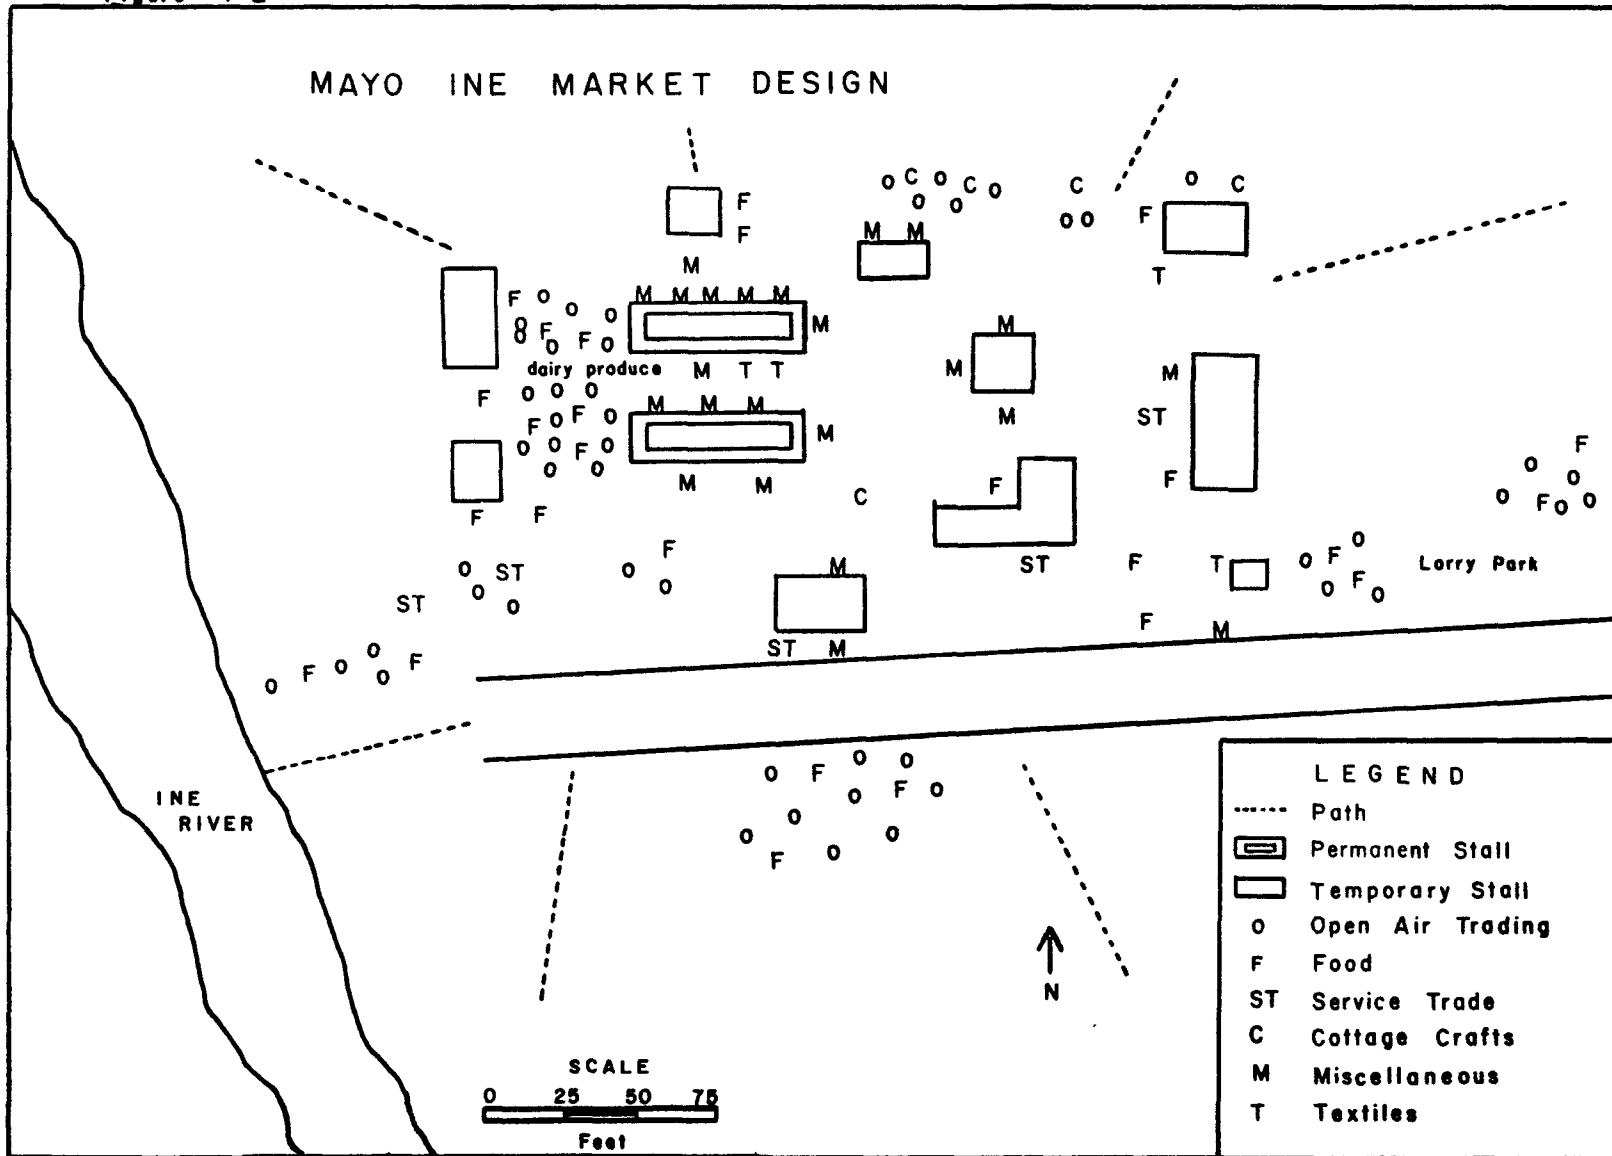 MAYO INE MARKET DESIGN
O C O C O
O O
C
O O
O C
F
T
F
F
M
M M
F O O O
O F O
O O F O
M M M M M
M
dairy produce
M T T
M
M
M
M
ST
F
F O O O
F O F O
O O F O
O O
M M M
M
M M
F F
C
F
F
O O
F O O
O F
O O
ST
O O
ST
O F O
O F
M
ST M
ST
F
F
T
M
O F O
O F O
Lorry Park
O F O O F
O
INE
RIVER
O F O O
O F O
O O O
F O
N
SCALE
0 25 50 75
Feet
LEGEND
Path
Permanent Stall
Temporary Stall
O Open Air Trading
F Food
ST Service Trade
C Cottage Crafts
M Miscellaneous
T Textiles